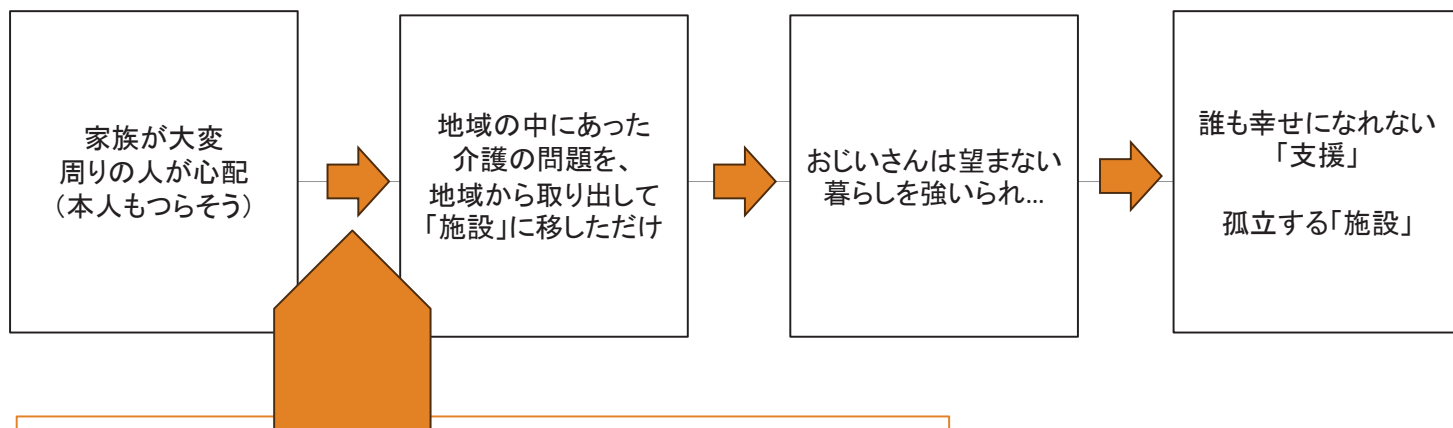 家族が大変
周りの人が心配
（本人もつらそう）
地域の中にあった
介護の問題を、
地域から取り出して
「施設」に移しただけ
おじいさんは望まない
暮らしを強いられ...
誰も幸せになれない
「支援」
孤立する「施設」